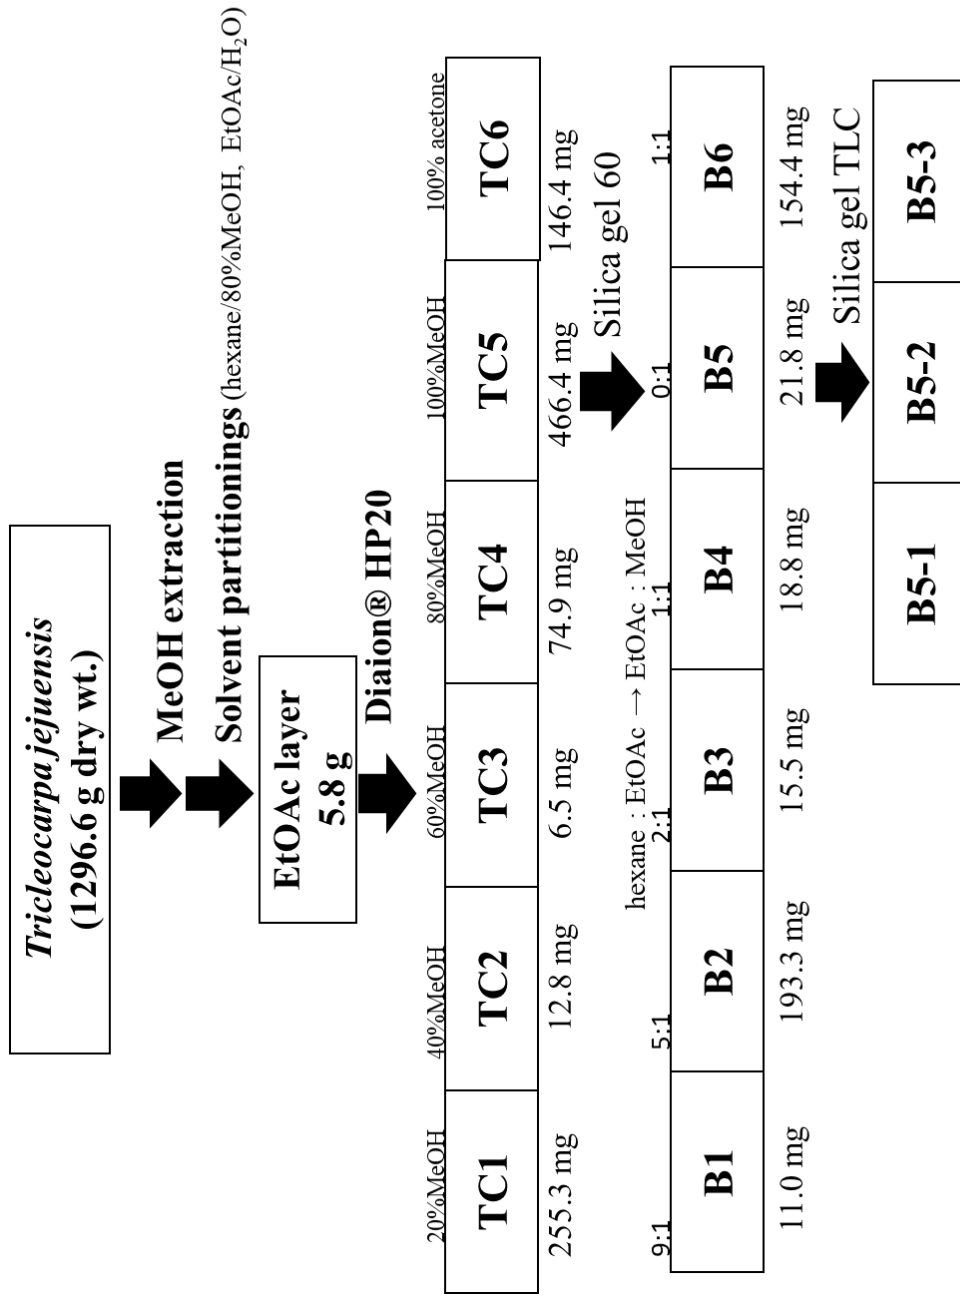 Tricleocarpa jejuensis
(1296.6 g dry wt.)
MeOH extraction
Solvent partitionings (hexane/80%MeOH, EtOAc/H₂O)
EtOAc layer
5.8 g
Diaion® HP20
20%MeOH 40%MeOH 60%MeOH 80%MeOH 100%MeOH 100% acetone
TC1 TC2 TC3 TC4 TC5 TC6
255.3 mg 12.8 mg 6.5 mg 74.9 mg 466.4 mg 146.4 mg
Silica gel 60
hexane : EtOAc → EtOAc : MeOH
9:1 5:1 2:1 1:1 0:1 1:1
B1 B2 B3 B4 B5 B6
11.0 mg 193.3 mg 15.5 mg 18.8 mg 21.8 mg 154.4 mg
Silica gel TLC
B5-1 B5-2 B5-3